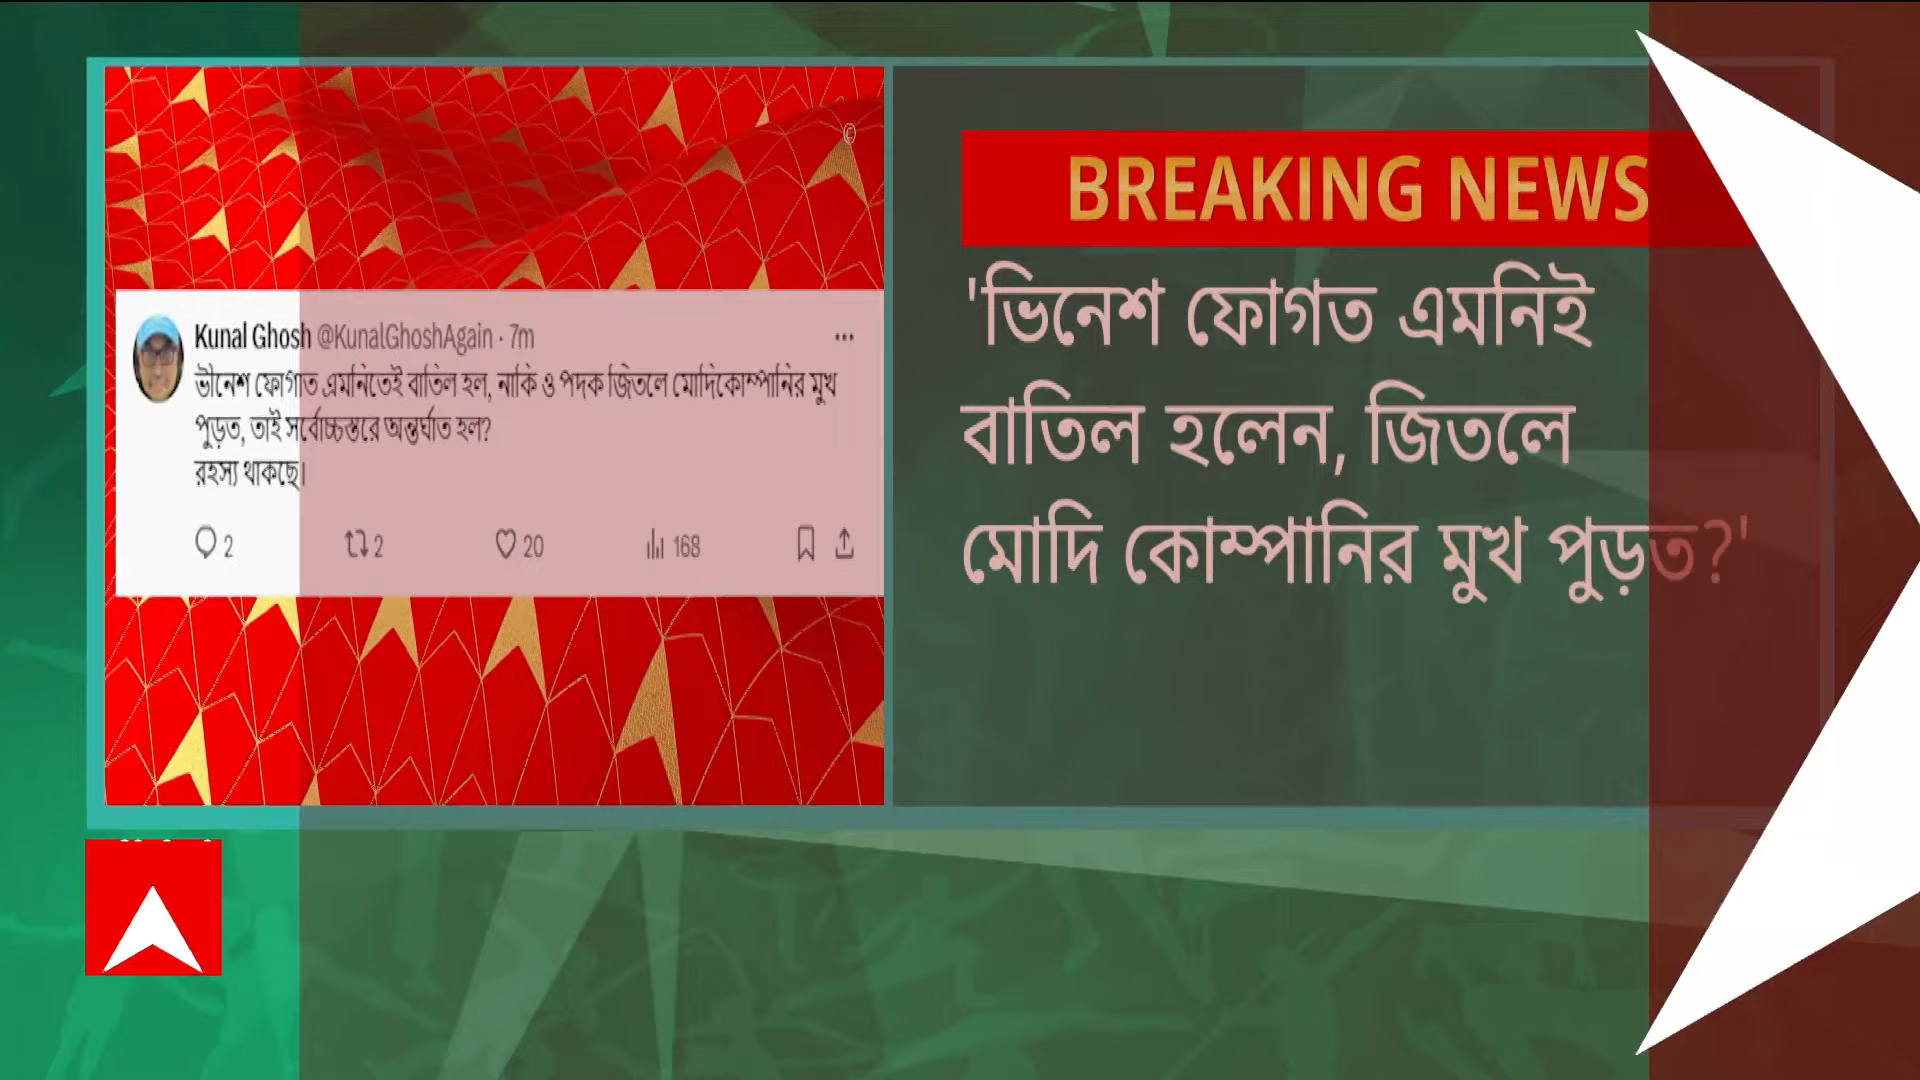 Kunal Ghosh @KunalGhoshAgain · 7m
ভীনেশ ফোগাত এমনিতেই বাতিল হল, নাকি ও পদক জিতলে মোদিকোম্পানির মুখ
পুড়ত, তাই সর্বোচ্চস্তরে অন্তর্ঘাত হল?
রহস্য থাকছে।
2 2 20 168
©
BREAKING NEWS
'ভিনেশ ফোগত এমনিই
বাতিল হলেন, জিতলে
মোদি কোম্পানির মুখ পুড়ত?'